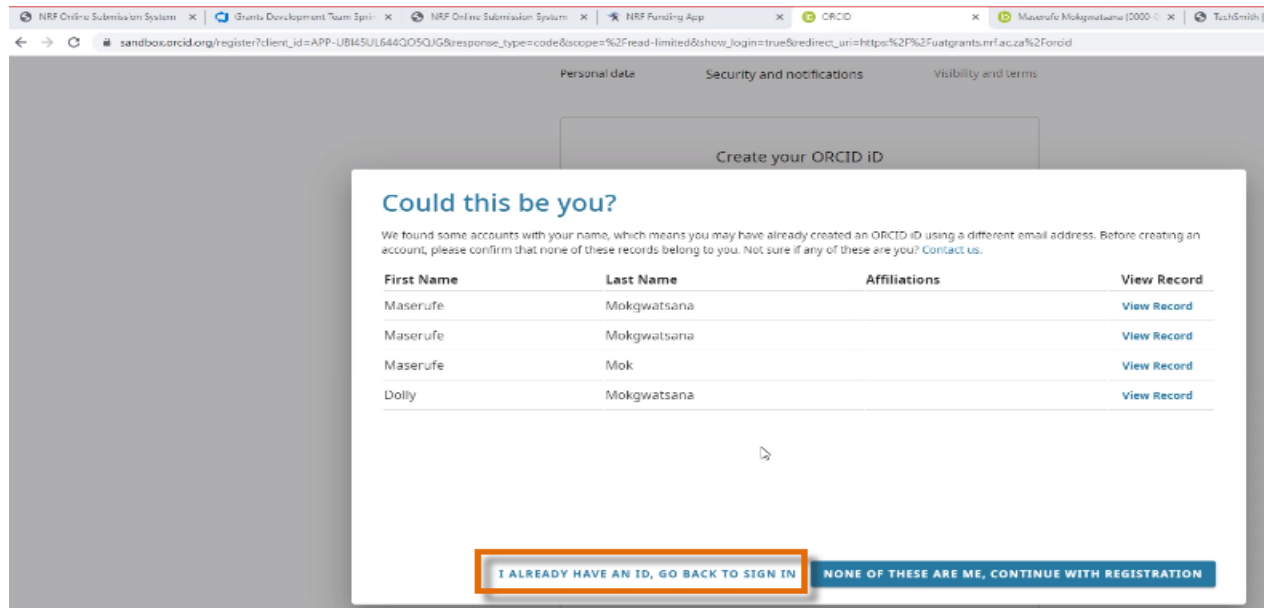 NRF Online Submission System
Grants Development Team Sprin
NRF Online Submission System
NRF Funding App
ORCID
Maserufe Mokgwatsana (0000-0
TechSmith
sandbox.orcid.org/register?client_id=APP-UBI45UL644QO5QJG&response_type=code&scope=%2Fread-limited&show_login=true&redirect_uri=https:%2F%2Fuatgrants.nrf.ac.za%2Forcid
Personal data Security and notifications Visibility and terms
Create your ORCID iD
Could this be you?
We found some accounts with your name, which means you may have already created an ORCID iD using a different email address. Before creating an
account, please confirm that none of these records belong to you. Not sure if any of these are you? Contact us.
First Name Last Name Affiliations View Record
Maserufe Mokgwatsana View Record
Maserufe Mokgwatsana View Record
Maserufe Mok View Record
Dolly Mokgwatsana View Record
I ALREADY HAVE AN ID, GO BACK TO SIGN IN NONE OF THESE ARE ME, CONTINUE WITH REGISTRATION